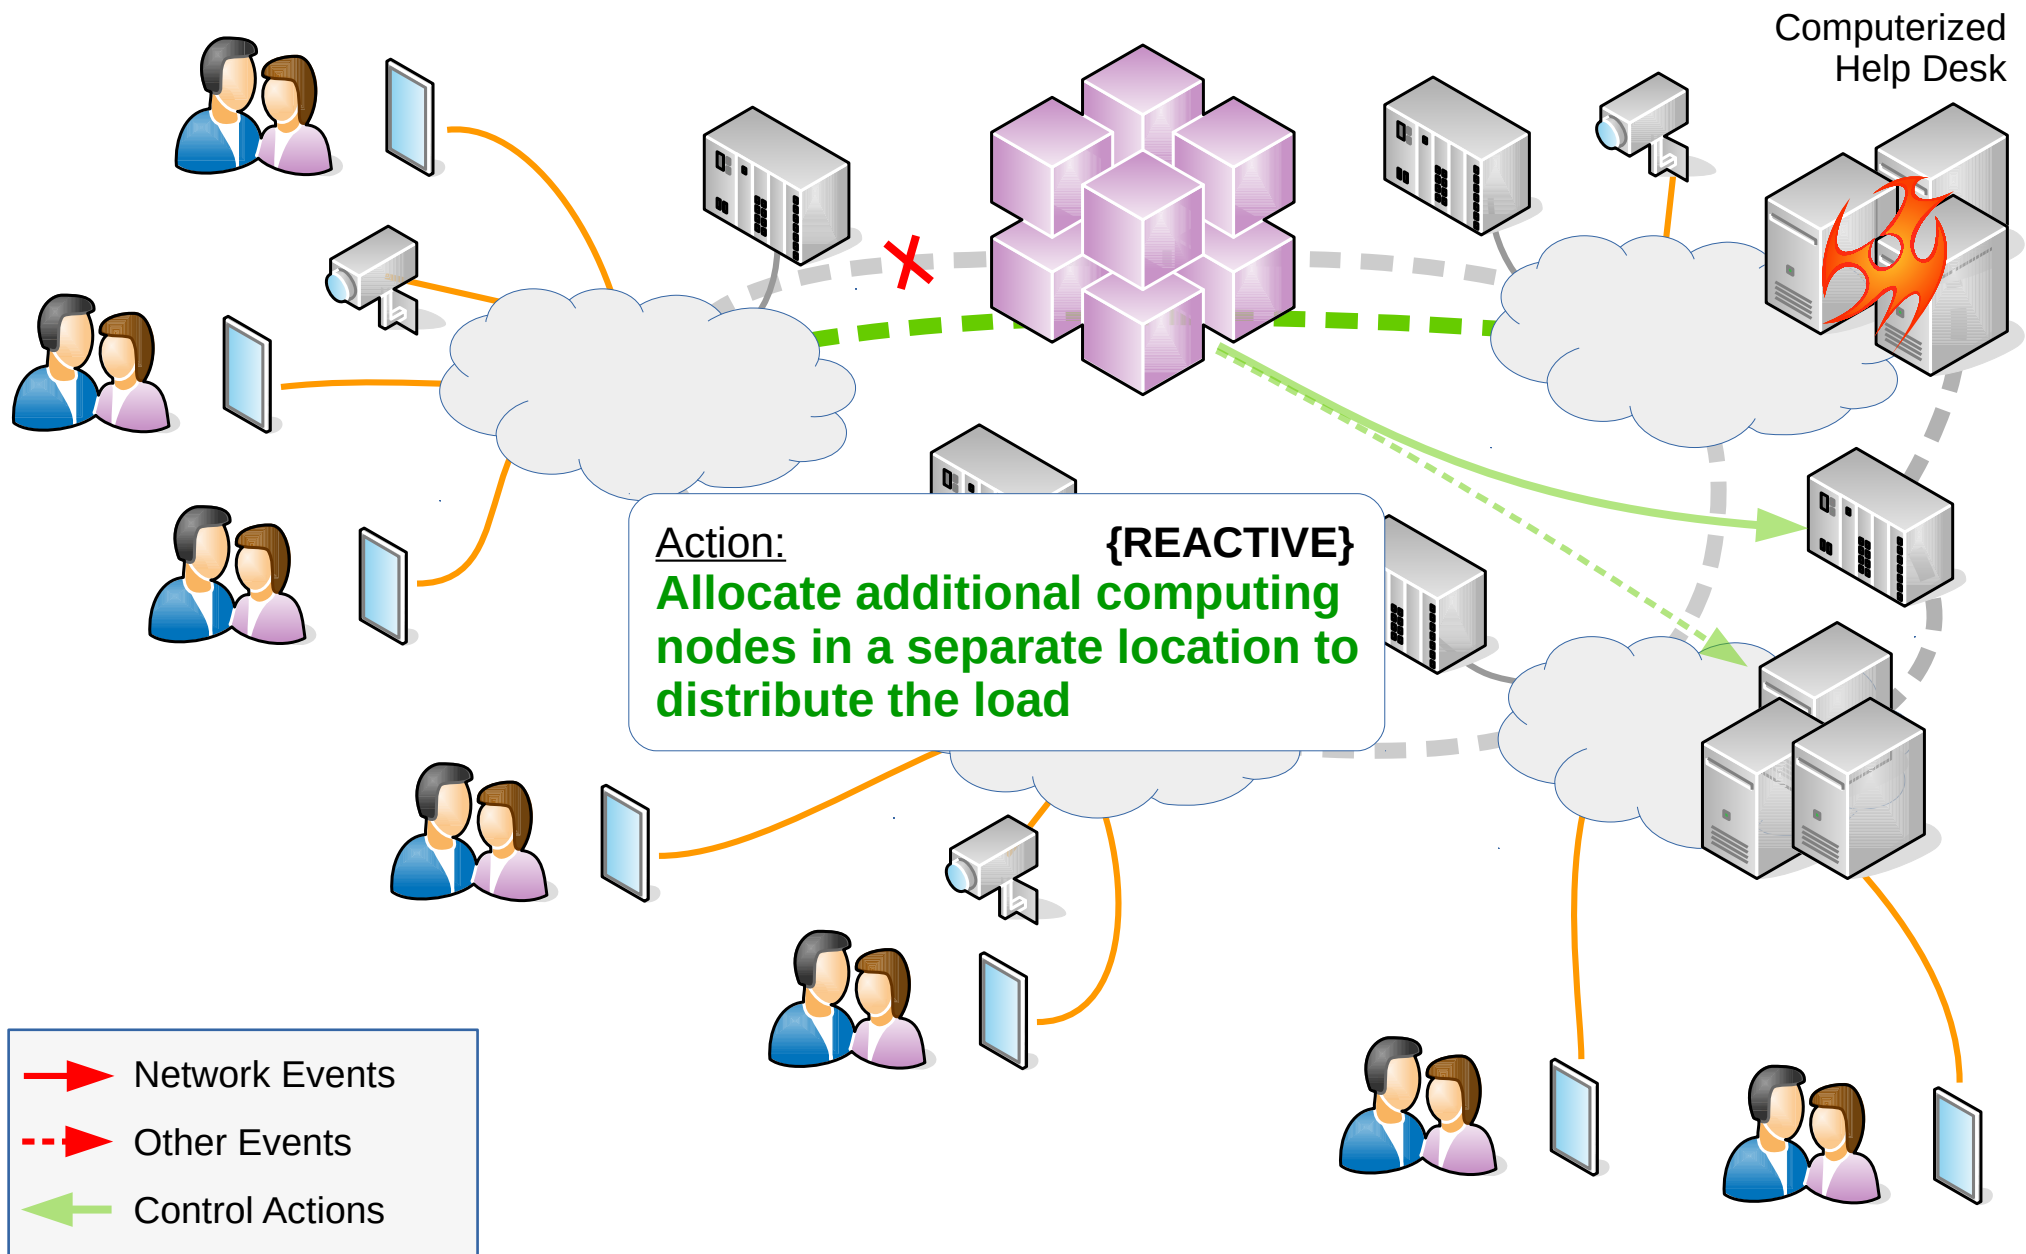 Computerized
Help Desk
Action: {REACTIVE}
Allocate additional computing
nodes in a separate location to
distribute the load
Network Events
Other Events
Control Actions